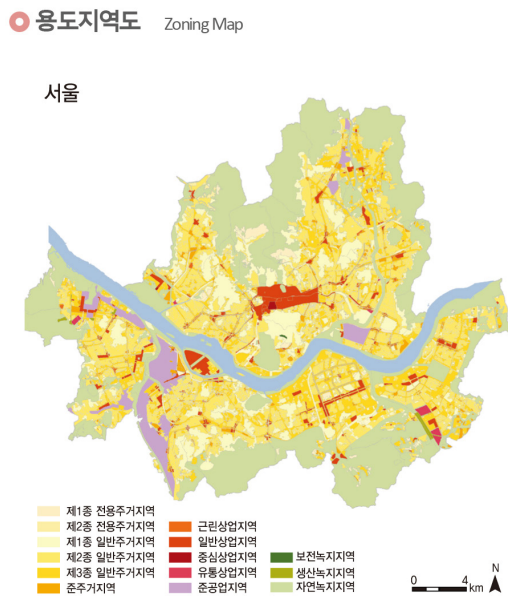 용도지역도 Zoning Map
서울
제1종 전용주거지역
제2종 전용주거지역
제1종 일반주거지역
제2종 일반주거지역
제3종 일반주거지역
준주거지역
근린상업지역
일반상업지역
중심상업지역
유통상업지역
준공업지역
보전녹지지역
생산녹지지역
자연녹지지역
0 4 km
N